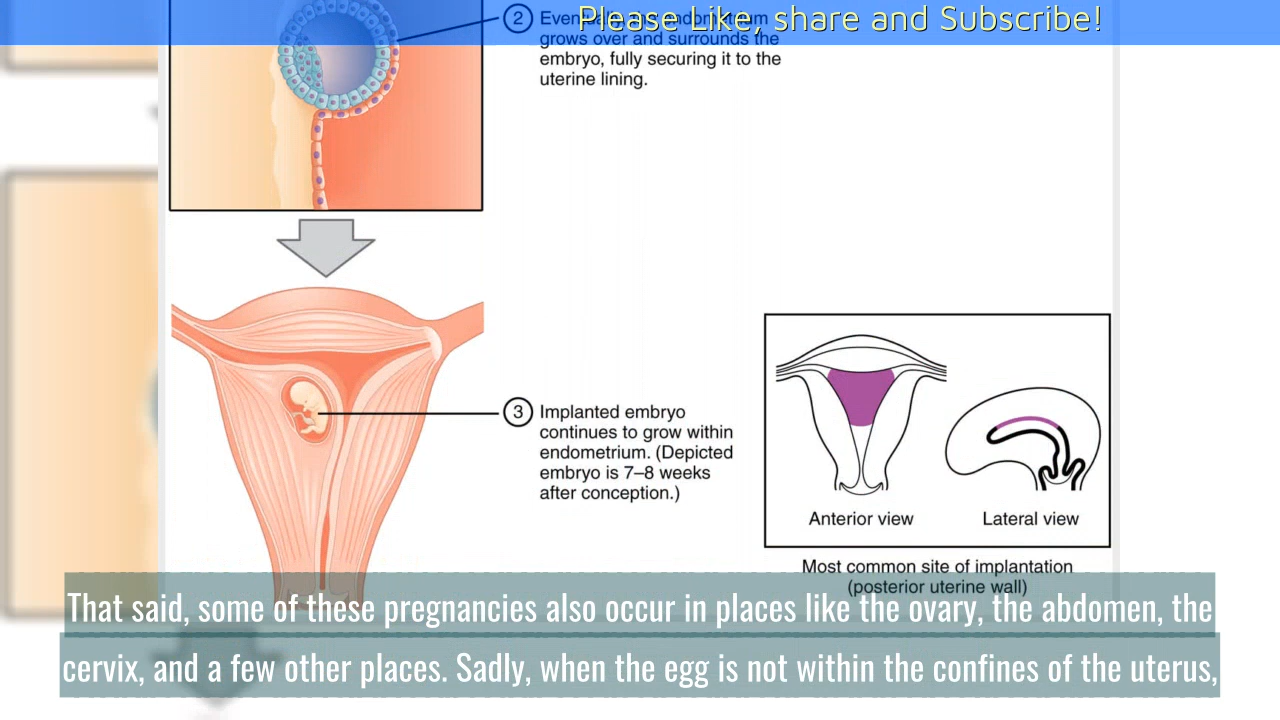 Please Like, share and Subscribe!
2
grows over and surrounds the
embryo, fully securing it to the
uterine lining.
3
Implanted embryo
continues to grow within
endometrium. (Depicted
embryo is 7–8 weeks
after conception.)
Anterior view
Lateral view
Most common site of implantation
(posterior uterine wall)
That said, some of these pregnancies also occur in places like the ovary, the abdomen, the
cervix, and a few other places. Sadly, when the egg is not within the confines of the uterus,